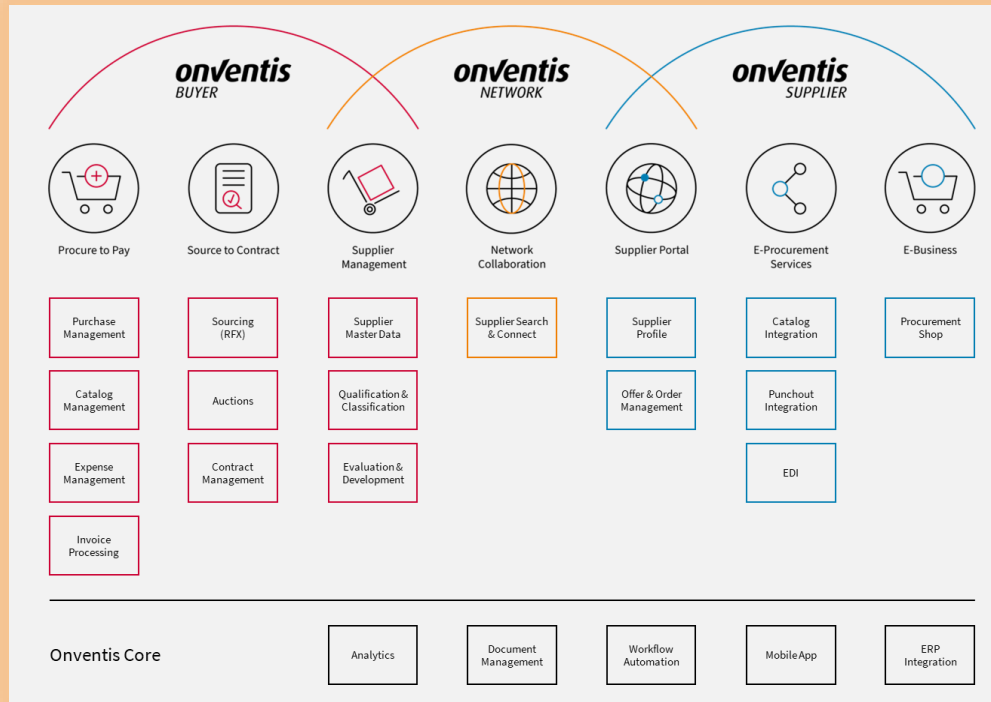 onventis
BUYER
onventis
NETWORK
onventis
SUPPLIER
Procure to Pay
Source to Contract
Supplier
Management
Network
Collaboration
Supplier Portal
E-Procurement
Services
E-Business
Purchase
Management
Sourcing
(RFX)
Supplier
Master Data
Supplier Search
& Connect
Supplier
Profile
Catalog
Integration
Procurement
Shop
Catalog
Management
Auctions
Qualification &
Classification
Offer & Order
Management
Punchout
Integration
Expense
Management
Contract
Management
Evaluation &
Development
EDI
Invoice
Processing
Onventis Core
Analytics
Document
Management
Workflow
Automation
Mobile App
ERP
Integration